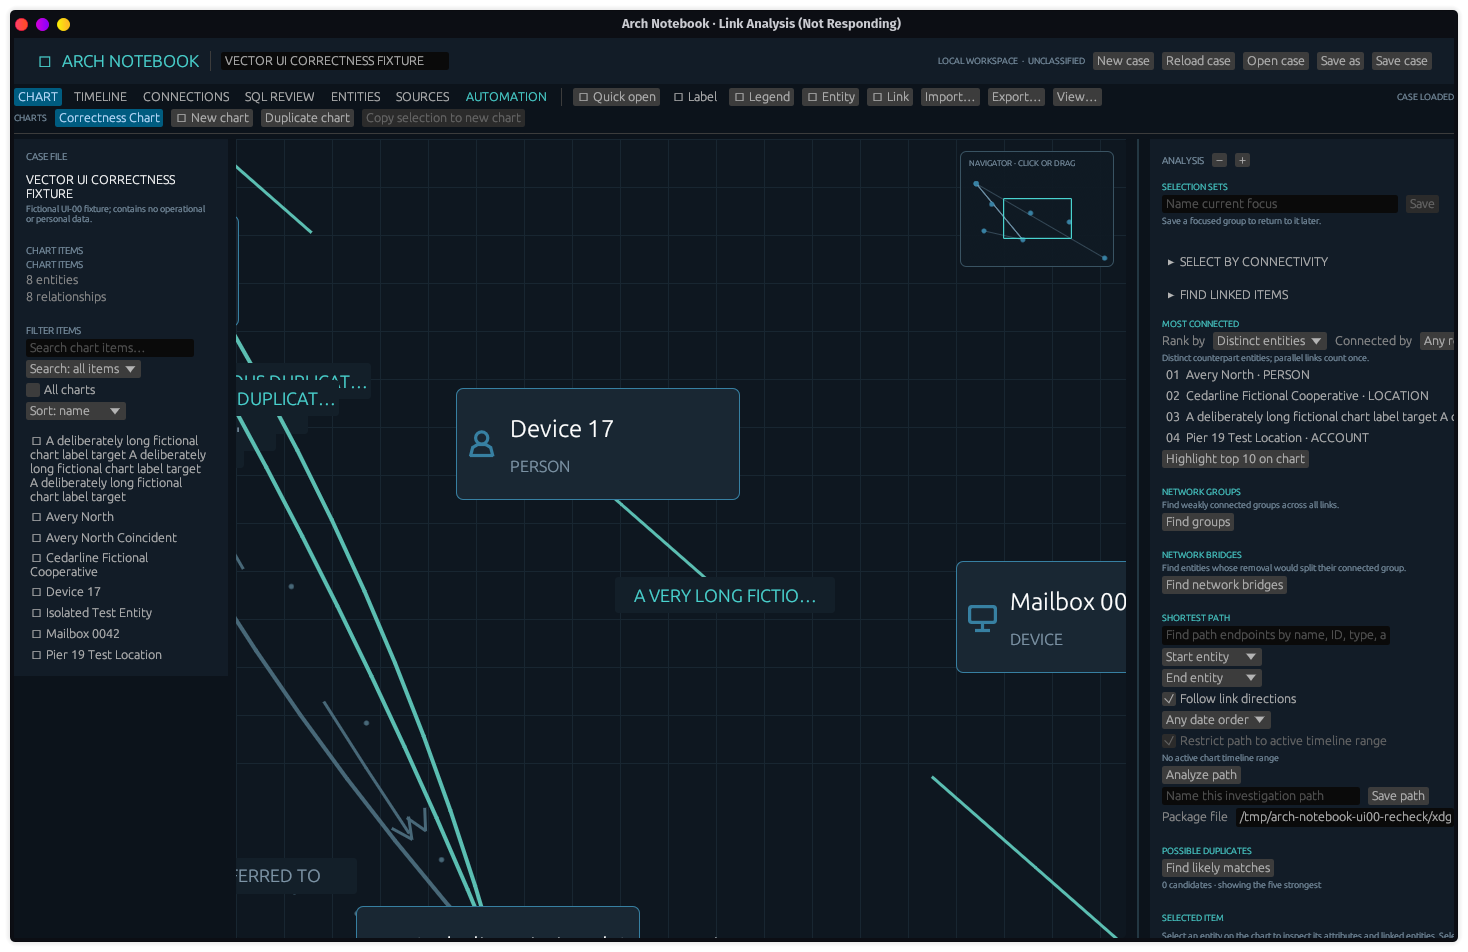 Arch Notebook · Link Analysis (Not Responding)
ARCH NOTEBOOK
VECTOR UI CORRECTNESS FIXTURE
LOCAL WORKSPACE · UNCLASSIFIED
New case
Reload case
Open case
Save as
Save case
CHART
TIMELINE
CONNECTIONS
SQL REVIEW
ENTITIES
SOURCES
AUTOMATION
Quick open
Label
Legend
Entity
Link
Import...
Export...
View...
CASE LOADED
CHARTS
Correctness Chart
New chart
Duplicate chart
Copy selection to new chart
CASE FILE
VECTOR UI CORRECTNESS
FIXTURE
Fictional UI-00 fixture; contains no operational
or personal data.
CHART ITEMS
CHART ITEMS
8 entities
8 relationships
FILTER ITEMS
Search chart items...
Search: all items
All charts
Sort: name
A deliberately long fictional
chart label target A deliberately
long fictional chart label target
A deliberately long fictional
chart label target
Avery North
Avery North Coincident
Cedarline Fictional
Cooperative
Device 17
Isolated Test Entity
Mailbox 0042
Pier 19 Test Location
DUPLICAT...
Device 17
PERSON
A VERY LONG FICTIO...
Mailbox 00
DEVICE
FERRED TO
NAVIGATOR · CLICK OR DRAG
ANALYSIS − +
SELECTION SETS
Name current focus
Save
Save a focused group to return to it later.
SELECT BY CONNECTIVITY
FIND LINKED ITEMS
MOST CONNECTED
Rank by Distinct entities Connected by Any r
Distinct counterpart entities; parallel links count once.
01 Avery North · PERSON
02 Cedarline Fictional Cooperative · LOCATION
03 A deliberately long fictional chart label target A
04 Pier 19 Test Location · ACCOUNT
Highlight top 10 on chart
NETWORK GROUPS
Find weakly connected groups across all links.
Find groups
NETWORK BRIDGES
Find entities whose removal would split their connected group.
Find network bridges
SHORTEST PATH
Find path endpoints by name, ID, type, a
Start entity
End entity
Follow link directions
Any date order
Restrict path to active timeline range
No active chart timeline range
Analyze path
Name this investigation path
Save path
Package file /tmp/arch-notebook-ui00-recheck/xdg
POSSIBLE DUPLICATES
Find likely matches
0 candidates · showing the five strongest
SELECTED ITEM
Select an entity on the chart to inspect its attributes and linked entities.